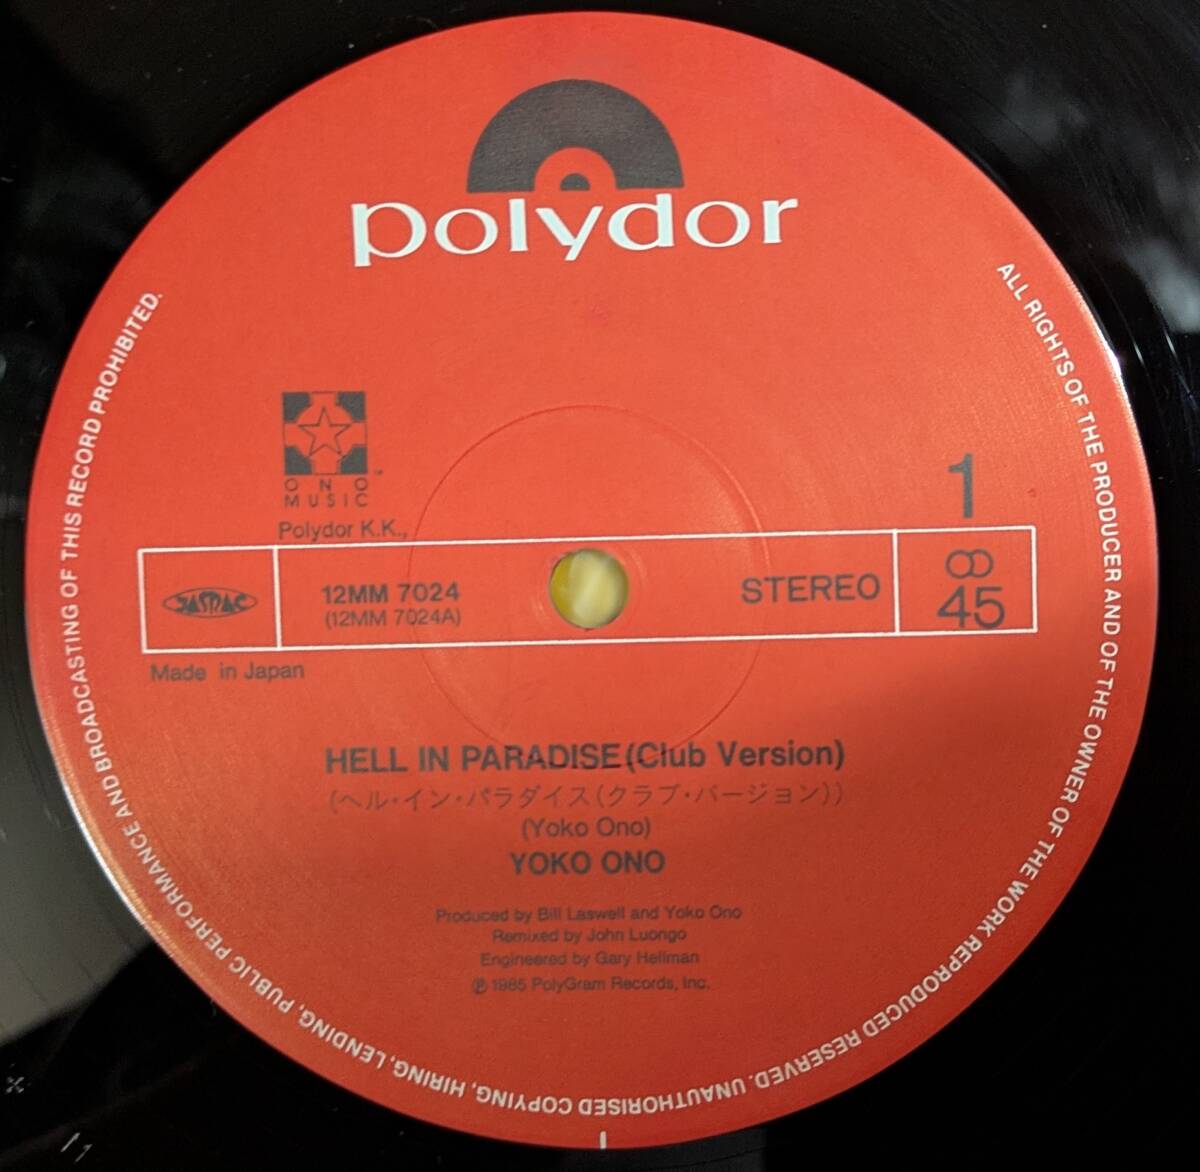 polydor
ONO
MUSIC
Polydor K.K.,
1
JASRAC
12MM 7024
(12MM 7024A)
STEREO
∞
45
Made in Japan
HELL IN PARADISE (Club Version)
(ヘル・イン・パラダイス(クラブ・バージョン))
(Yoko Ono)
YOKO ONO
Produced by Bill Laswell and Yoko Ono
Remixed by John Luongo
Engineered by Gary Hellman
℗ 1985 PolyGram Records, Inc.
ALL RIGHTS OF THE PRODUCER AND OF THE OWNER OF THE WORK REPRODUCED RESERVED. UNAUTHORISED COPYING, HIRING, LENDING, PUBLIC PERFORMANCE AND BROADCASTING OF THIS RECORD PROHIBITED.